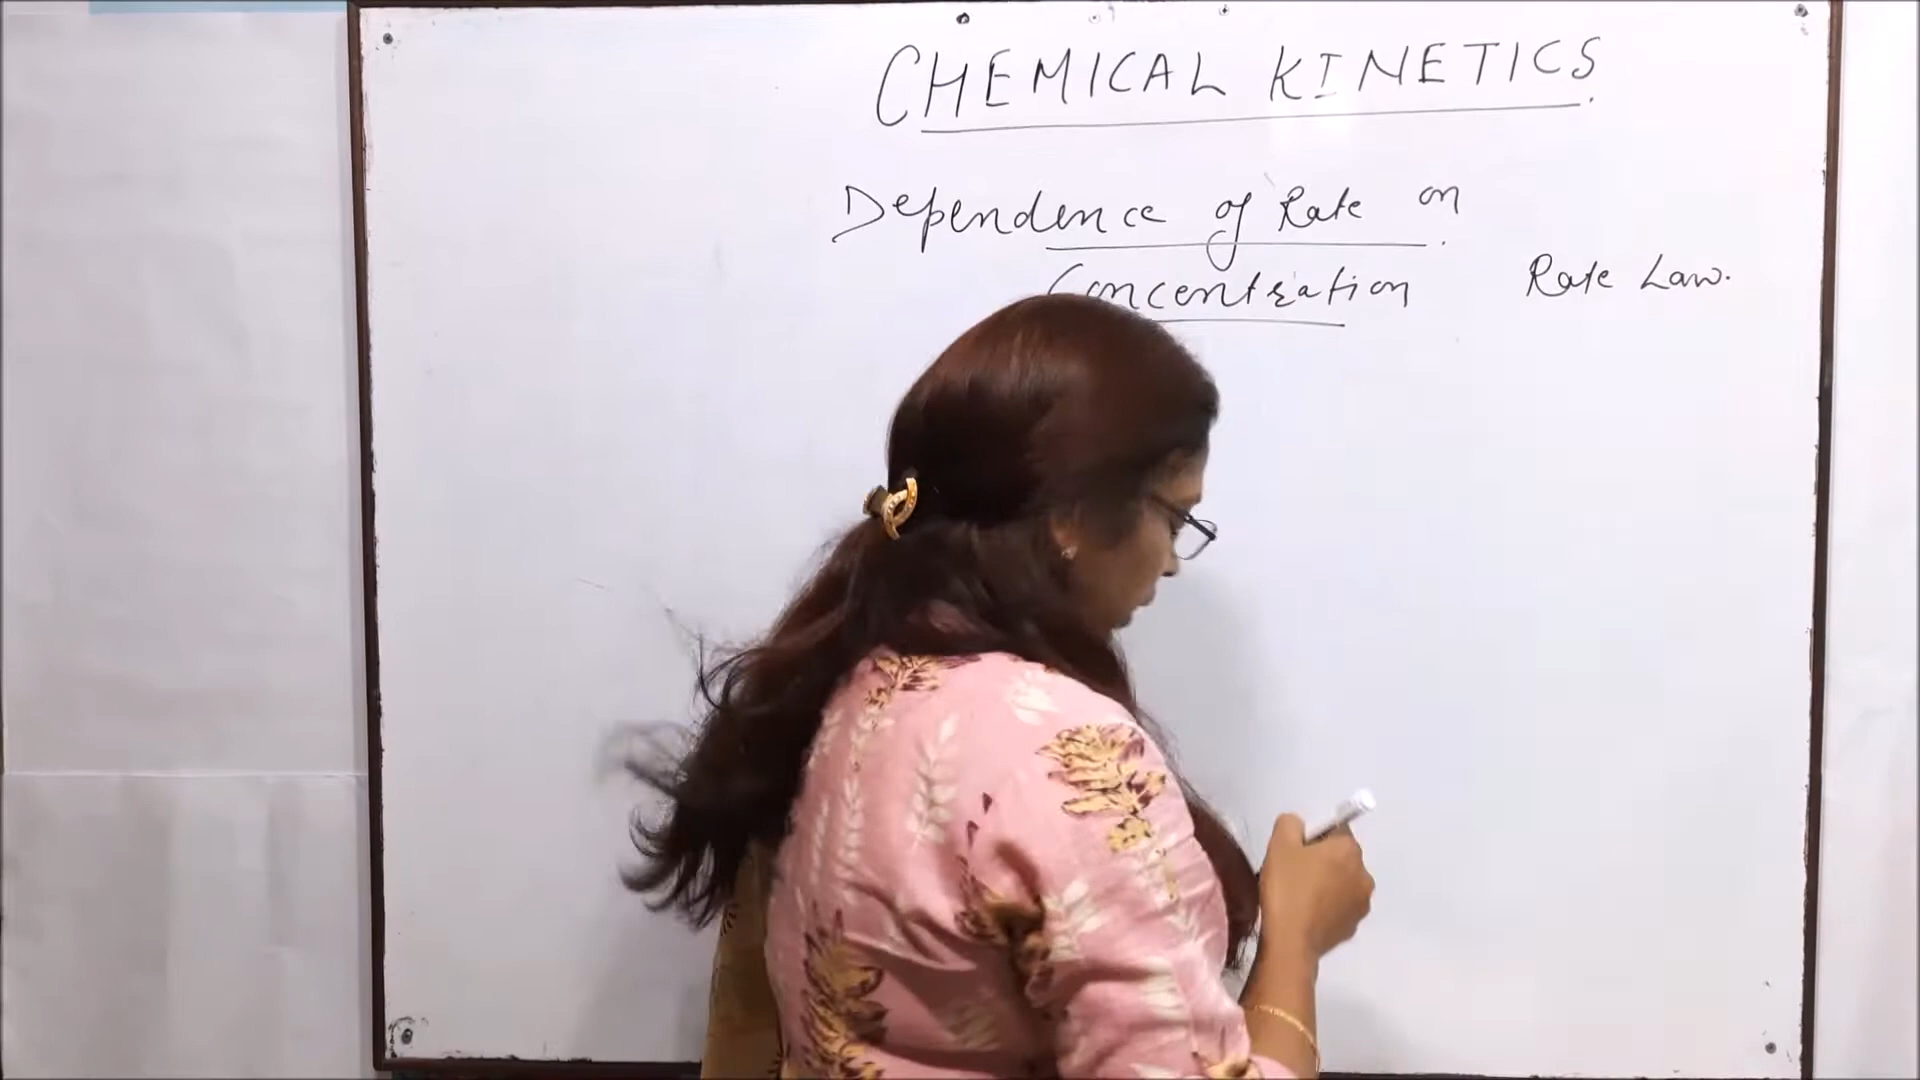 CHEMICAL KINETICS
Dependence of Rate on
Concentration
Rate Law.